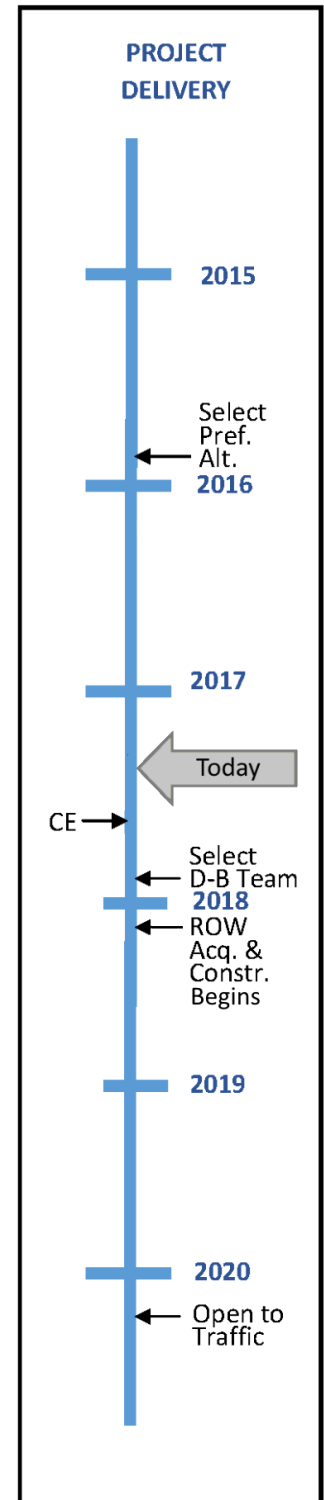 PROJECT
DELIVERY
2015
Select
Pref.
Alt.
2016
2017
Today
CE
Select
D-B Team
2018
ROW
Acq. &
Constr.
Begins
2019
2020
Open to
Traffic